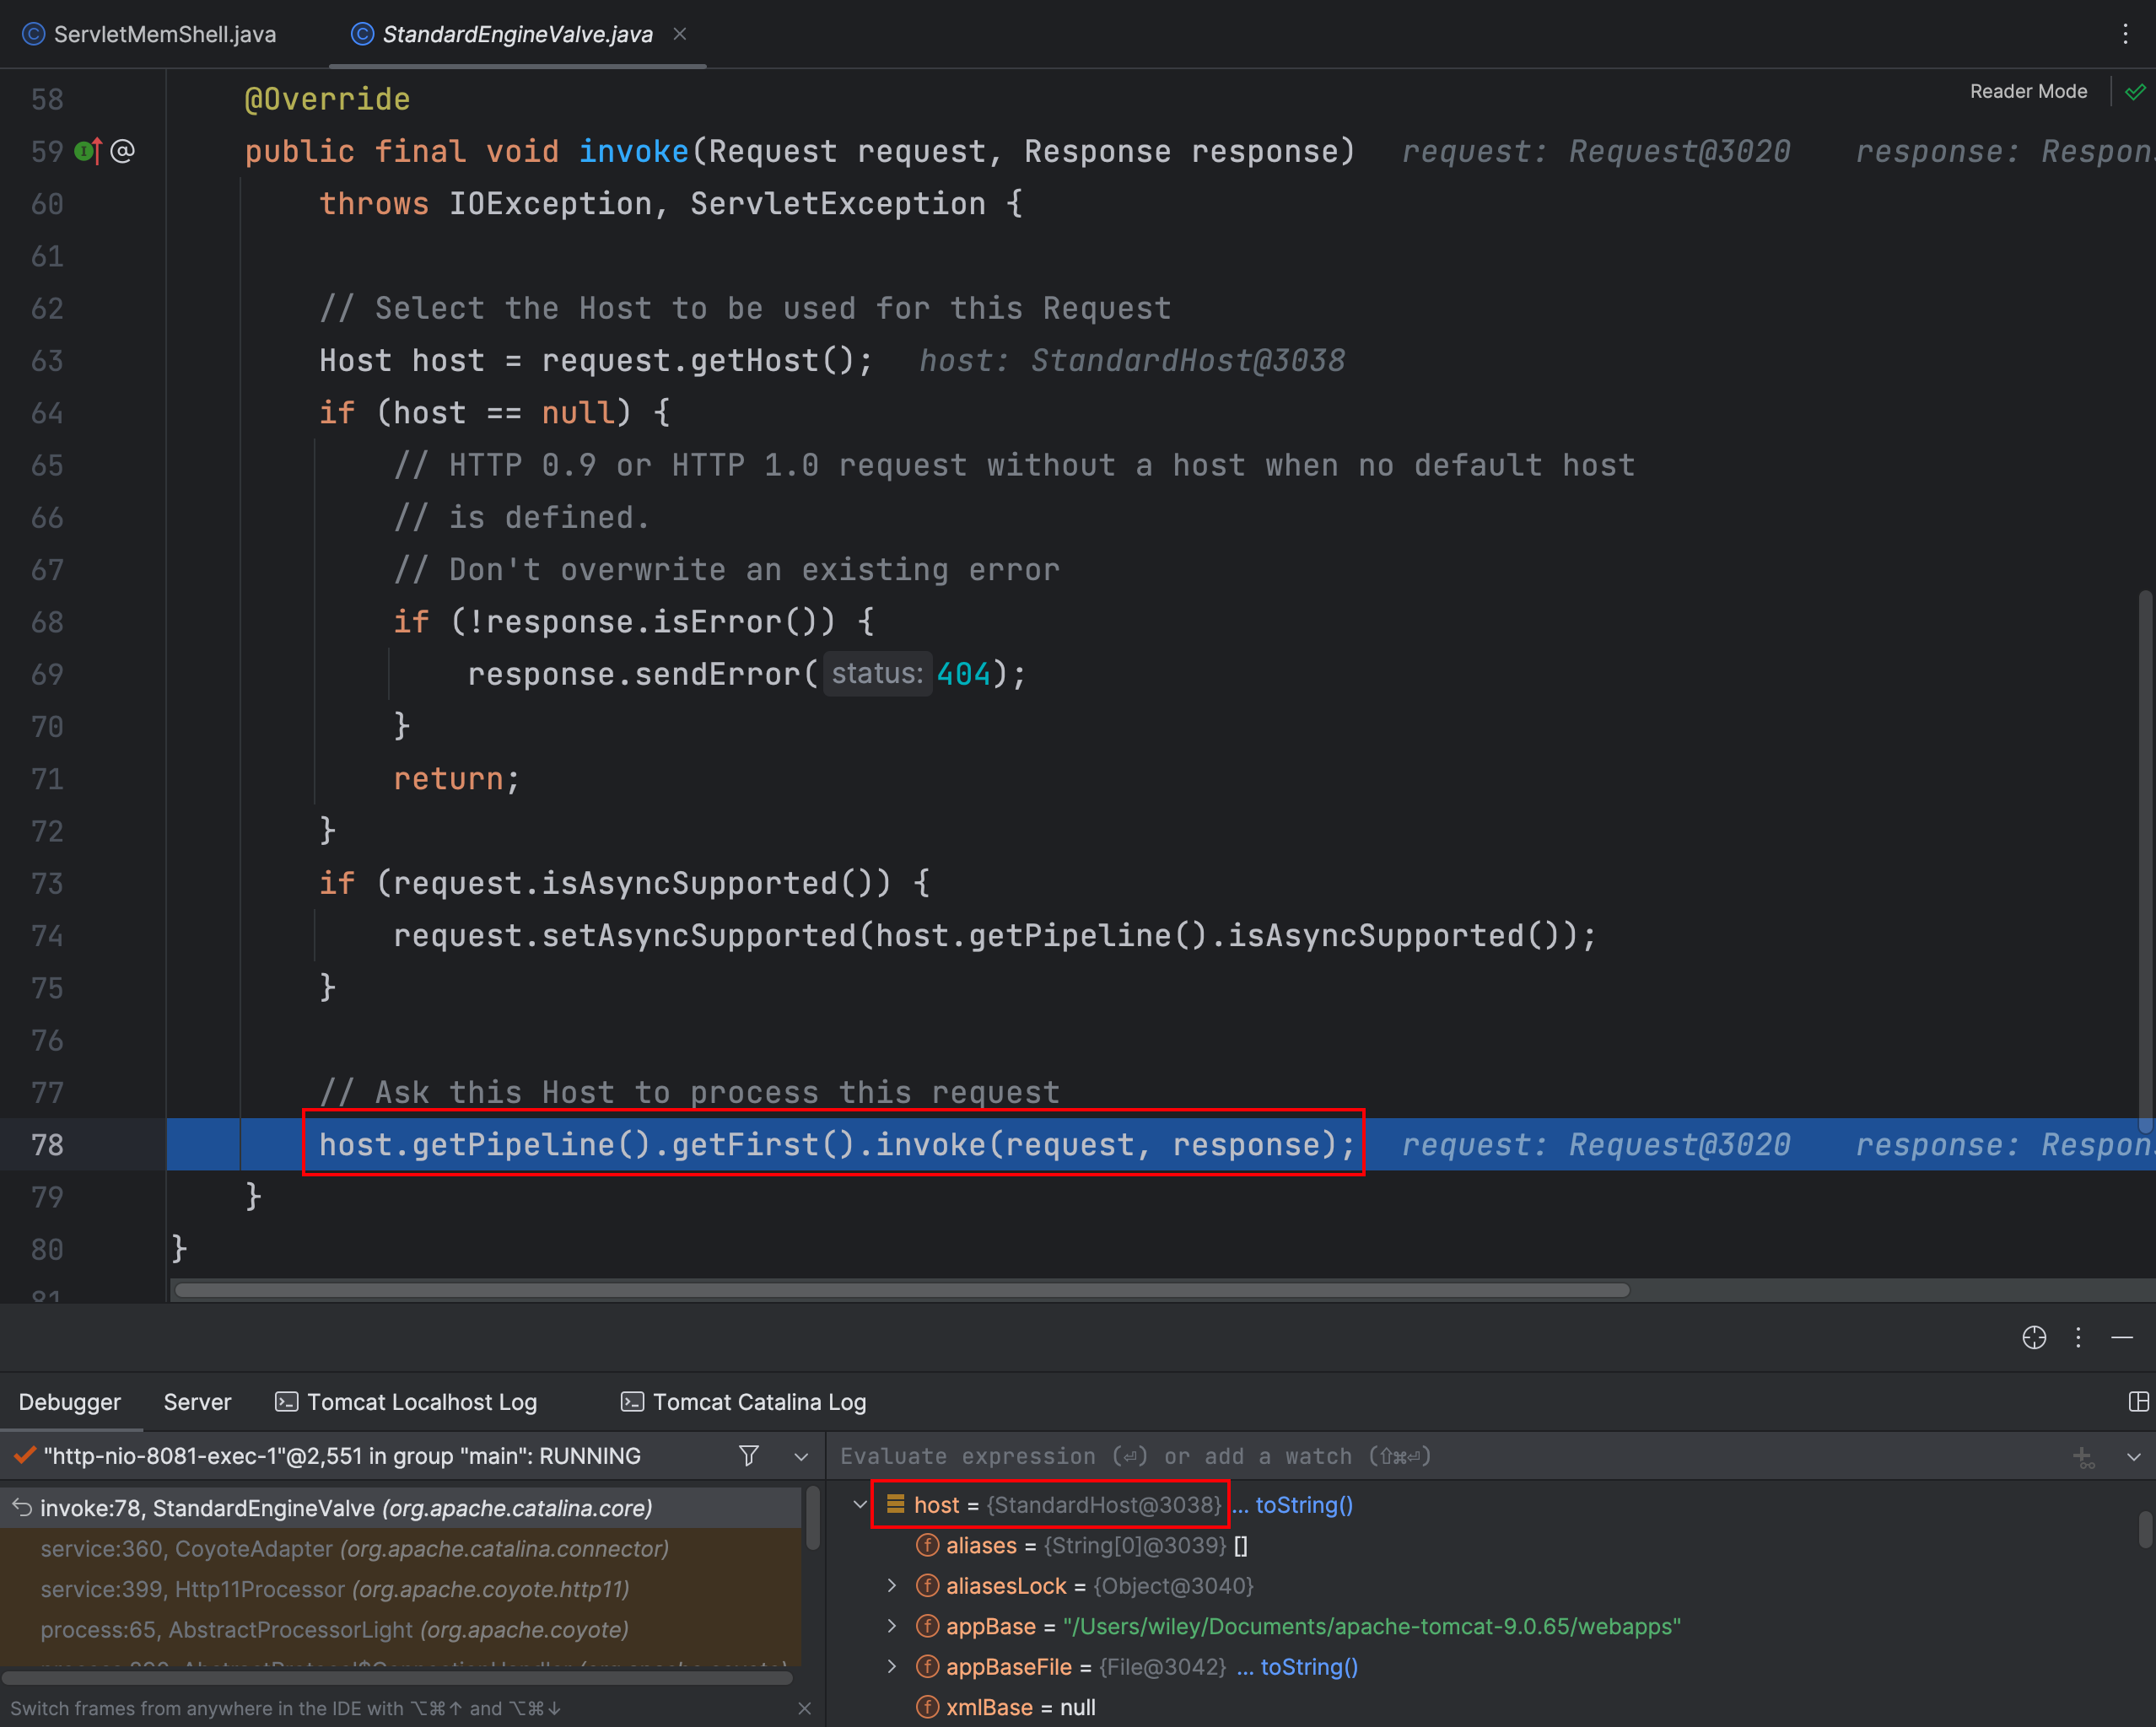 ServletMemShell.java
StandardEngineValve.java
Reader Mode
58 @Override
59 public final void invoke(Request request, Response response) request: Request@3020 response: Respon
60 throws IOException, ServletException {
61
62 // Select the Host to be used for this Request
63 Host host = request.getHost(); host: StandardHost@3038
64 if (host == null) {
65 // HTTP 0.9 or HTTP 1.0 request without a host when no default host
66 // is defined.
67 // Don't overwrite an existing error
68 if (!response.isError()) {
69 response.sendError( status: 404);
70 }
71 return;
72 }
73 if (request.isAsyncSupported()) {
74 request.setAsyncSupported(host.getPipeline().isAsyncSupported());
75 }
76
77 // Ask this Host to process this request
78 host.getPipeline().getFirst().invoke(request, response); request: Request@3020 response: Respon
79 }
80 }
81
Debugger Server Tomcat Localhost Log Tomcat Catalina Log
"http-nio-8081-exec-1"@2,551 in group "main": RUNNING
invoke:78, StandardEngineValve (org.apache.catalina.core)
service:360, CoyoteAdapter (org.apache.catalina.connector)
service:399, Http11Processor (org.apache.coyote.http11)
process:65, AbstractProcessorLight (org.apache.coyote)
Switch frames from anywhere in the IDE with ⌥⌘↑ and ⌥⌘↓
Evaluate expression (⏎) or add a watch (⇧⌘⏎)
host = {StandardHost@3038} ... toString()
aliases = {String[0]@3039} []
aliasesLock = {Object@3040}
appBase = "/Users/wiley/Documents/apache-tomcat-9.0.65/webapps"
appBaseFile = {File@3042} ... toString()
xmlBase = null